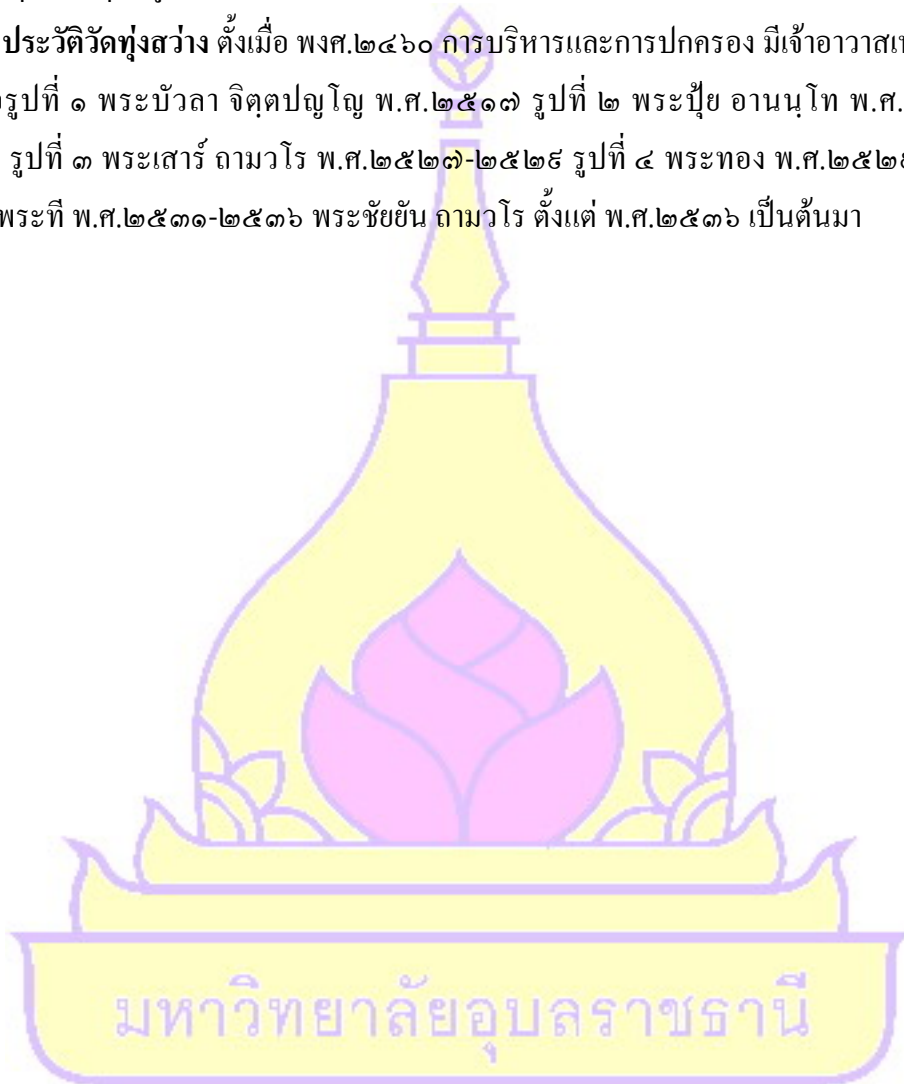 ประวัติวัดทุ่งสว่าง ตั้งเมื่อ พงศ.๒๔๖๐ การบริหารและการปกครอง มีเจ้าอาวาส
รูปที่ ๑ พระบัวลา จิตฺตปญฺโญ พ.ศ.๒๕๑๗ รูปที่ ๒ พระปุ้ย อานนฺโท พ.ศ.
รูปที่ ๓ พระเสาร์ ถามวโร พ.ศ.๒๕๒๗-๒๕๒๙ รูปที่ ๔ พระทอง พ.ศ.
พระที พ.ศ.๒๕๓๑-๒๕๓๖ พระชัยยัน ถามวโร ตั้งแต่ พ.ศ.๒๕๓๖ เป็นต้นมา
มหาวิทยาลัยอุบลราชธานี